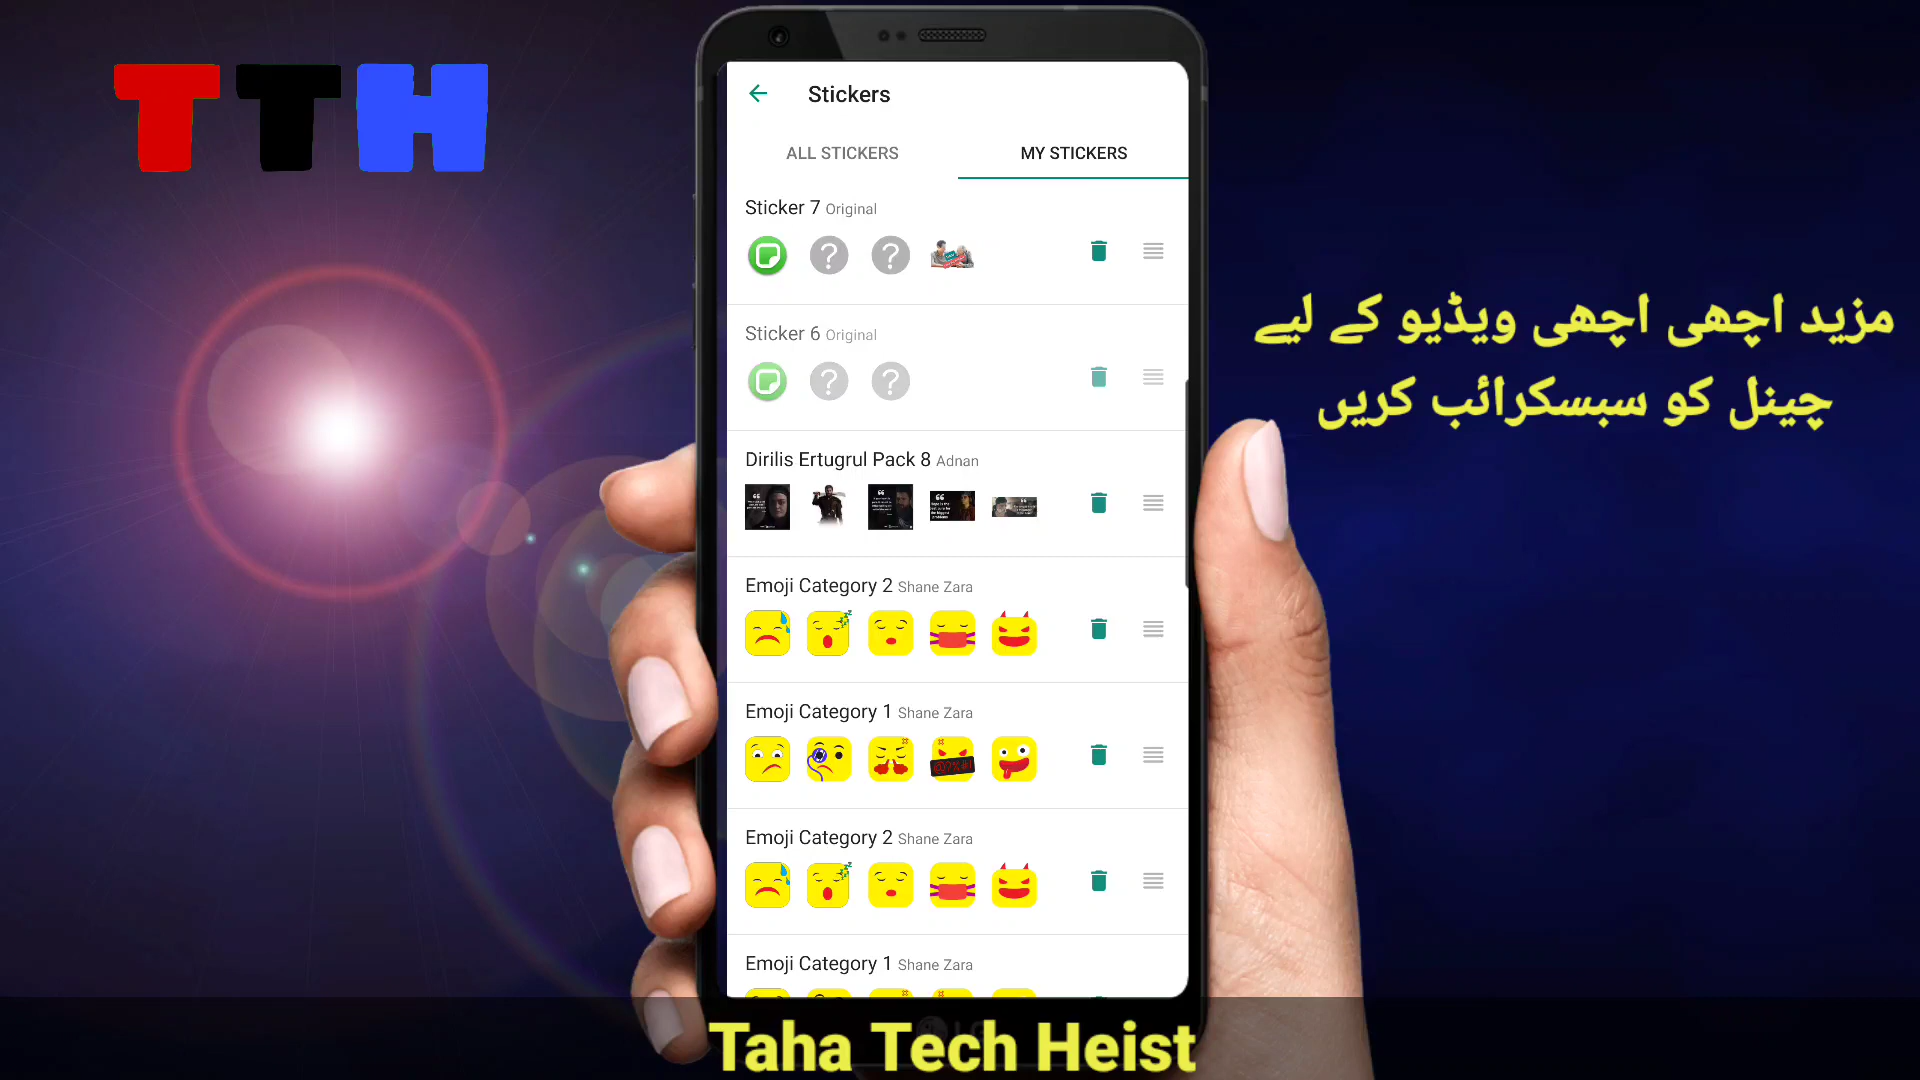 TTH
Stickers
ALL STICKERS
MY STICKERS
Sticker 7 Original
Sticker 6 Original
Dirilis Ertugrul Pack 8 Adnan
Emoji Category 2 Shane Zara
Emoji Category 1 Shane Zara
Emoji Category 2 Shane Zara
Emoji Category 1 Shane Zara
مزید اچھی اچھی ویڈیو کے لیے
چینل کو سبسکرائب کریں
Taha Tech Heist